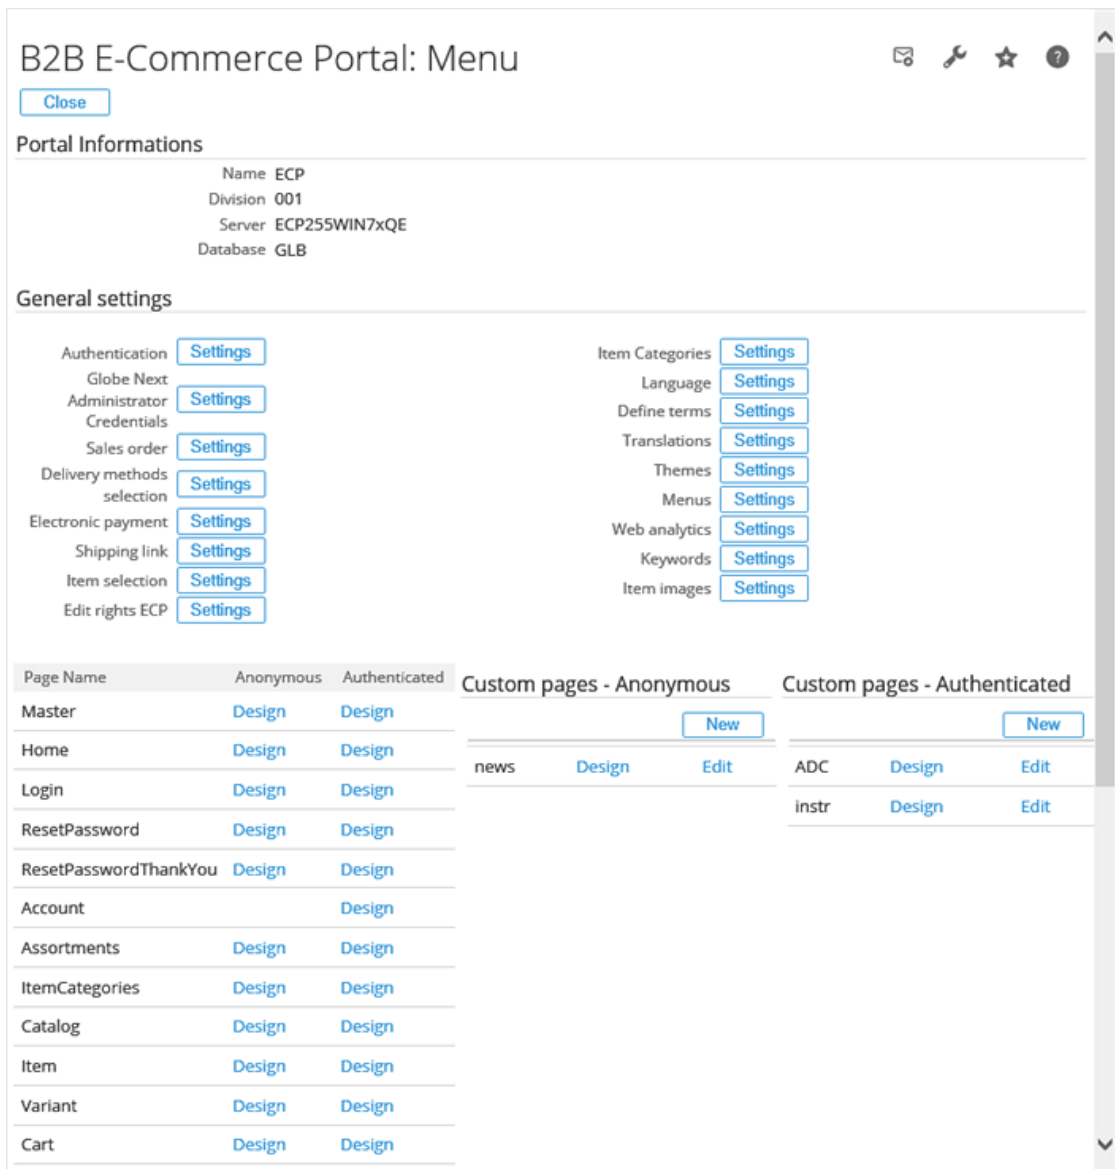 B2B E-Commerce Portal: Menu
Close
Portal Informations
Name ECP
Division 001
Server ECP255WIN7xQE
Database GLB
General settings
Authentication Settings
Globe Next
Administrator Settings
Credentials
Sales order Settings
Delivery methods
selection Settings
Electronic payment Settings
Shipping link Settings
Item selection Settings
Edit rights ECP Settings
Item Categories Settings
Language Settings
Define terms Settings
Translations Settings
Themes Settings
Menus Settings
Web analytics Settings
Keywords Settings
Item images Settings
Page Name Anonymous Authenticated
Master Design Design
Home Design Design
Login Design Design
ResetPassword Design Design
ResetPasswordThankYou Design Design
Account Design
Assortments Design Design
ItemCategories Design Design
Catalog Design Design
Item Design Design
Variant Design Design
Cart Design Design
Custom pages - Anonymous
New
news Design Edit
Custom pages - Authenticated
New
ADC Design Edit
instr Design Edit